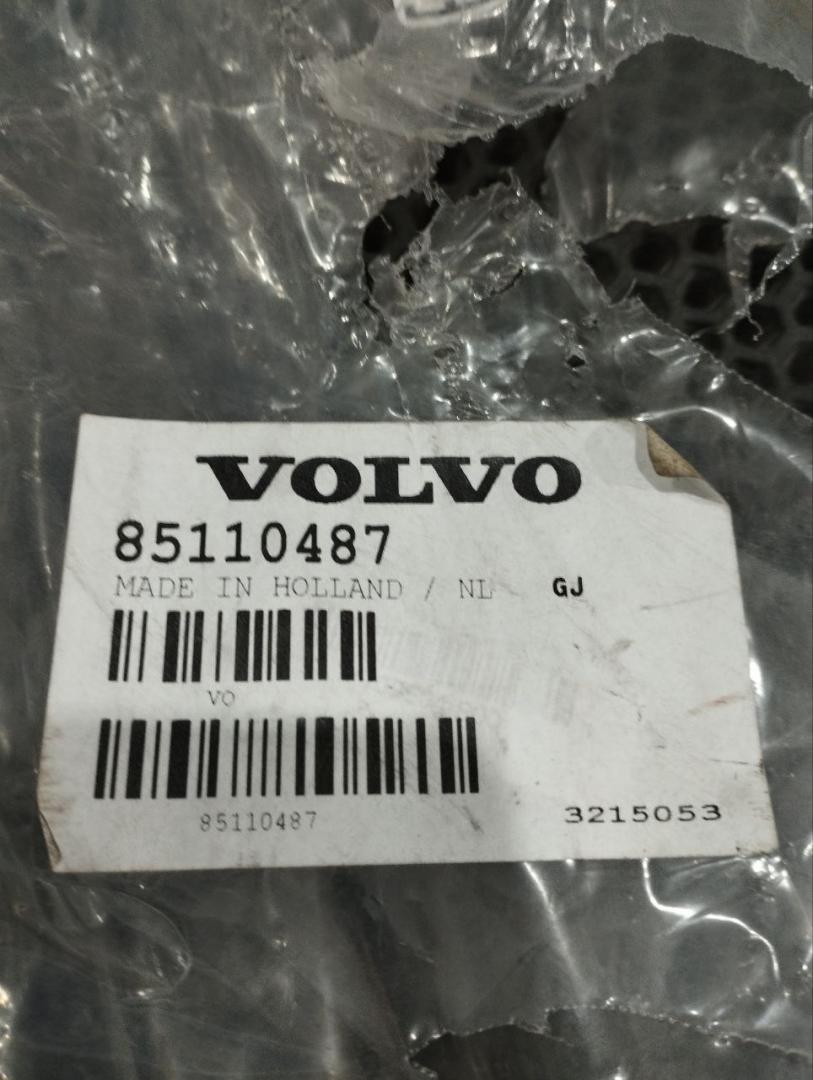 VOLVO
85110487
MADE IN HOLLAND / NL GJ
VO
85110487
3215053